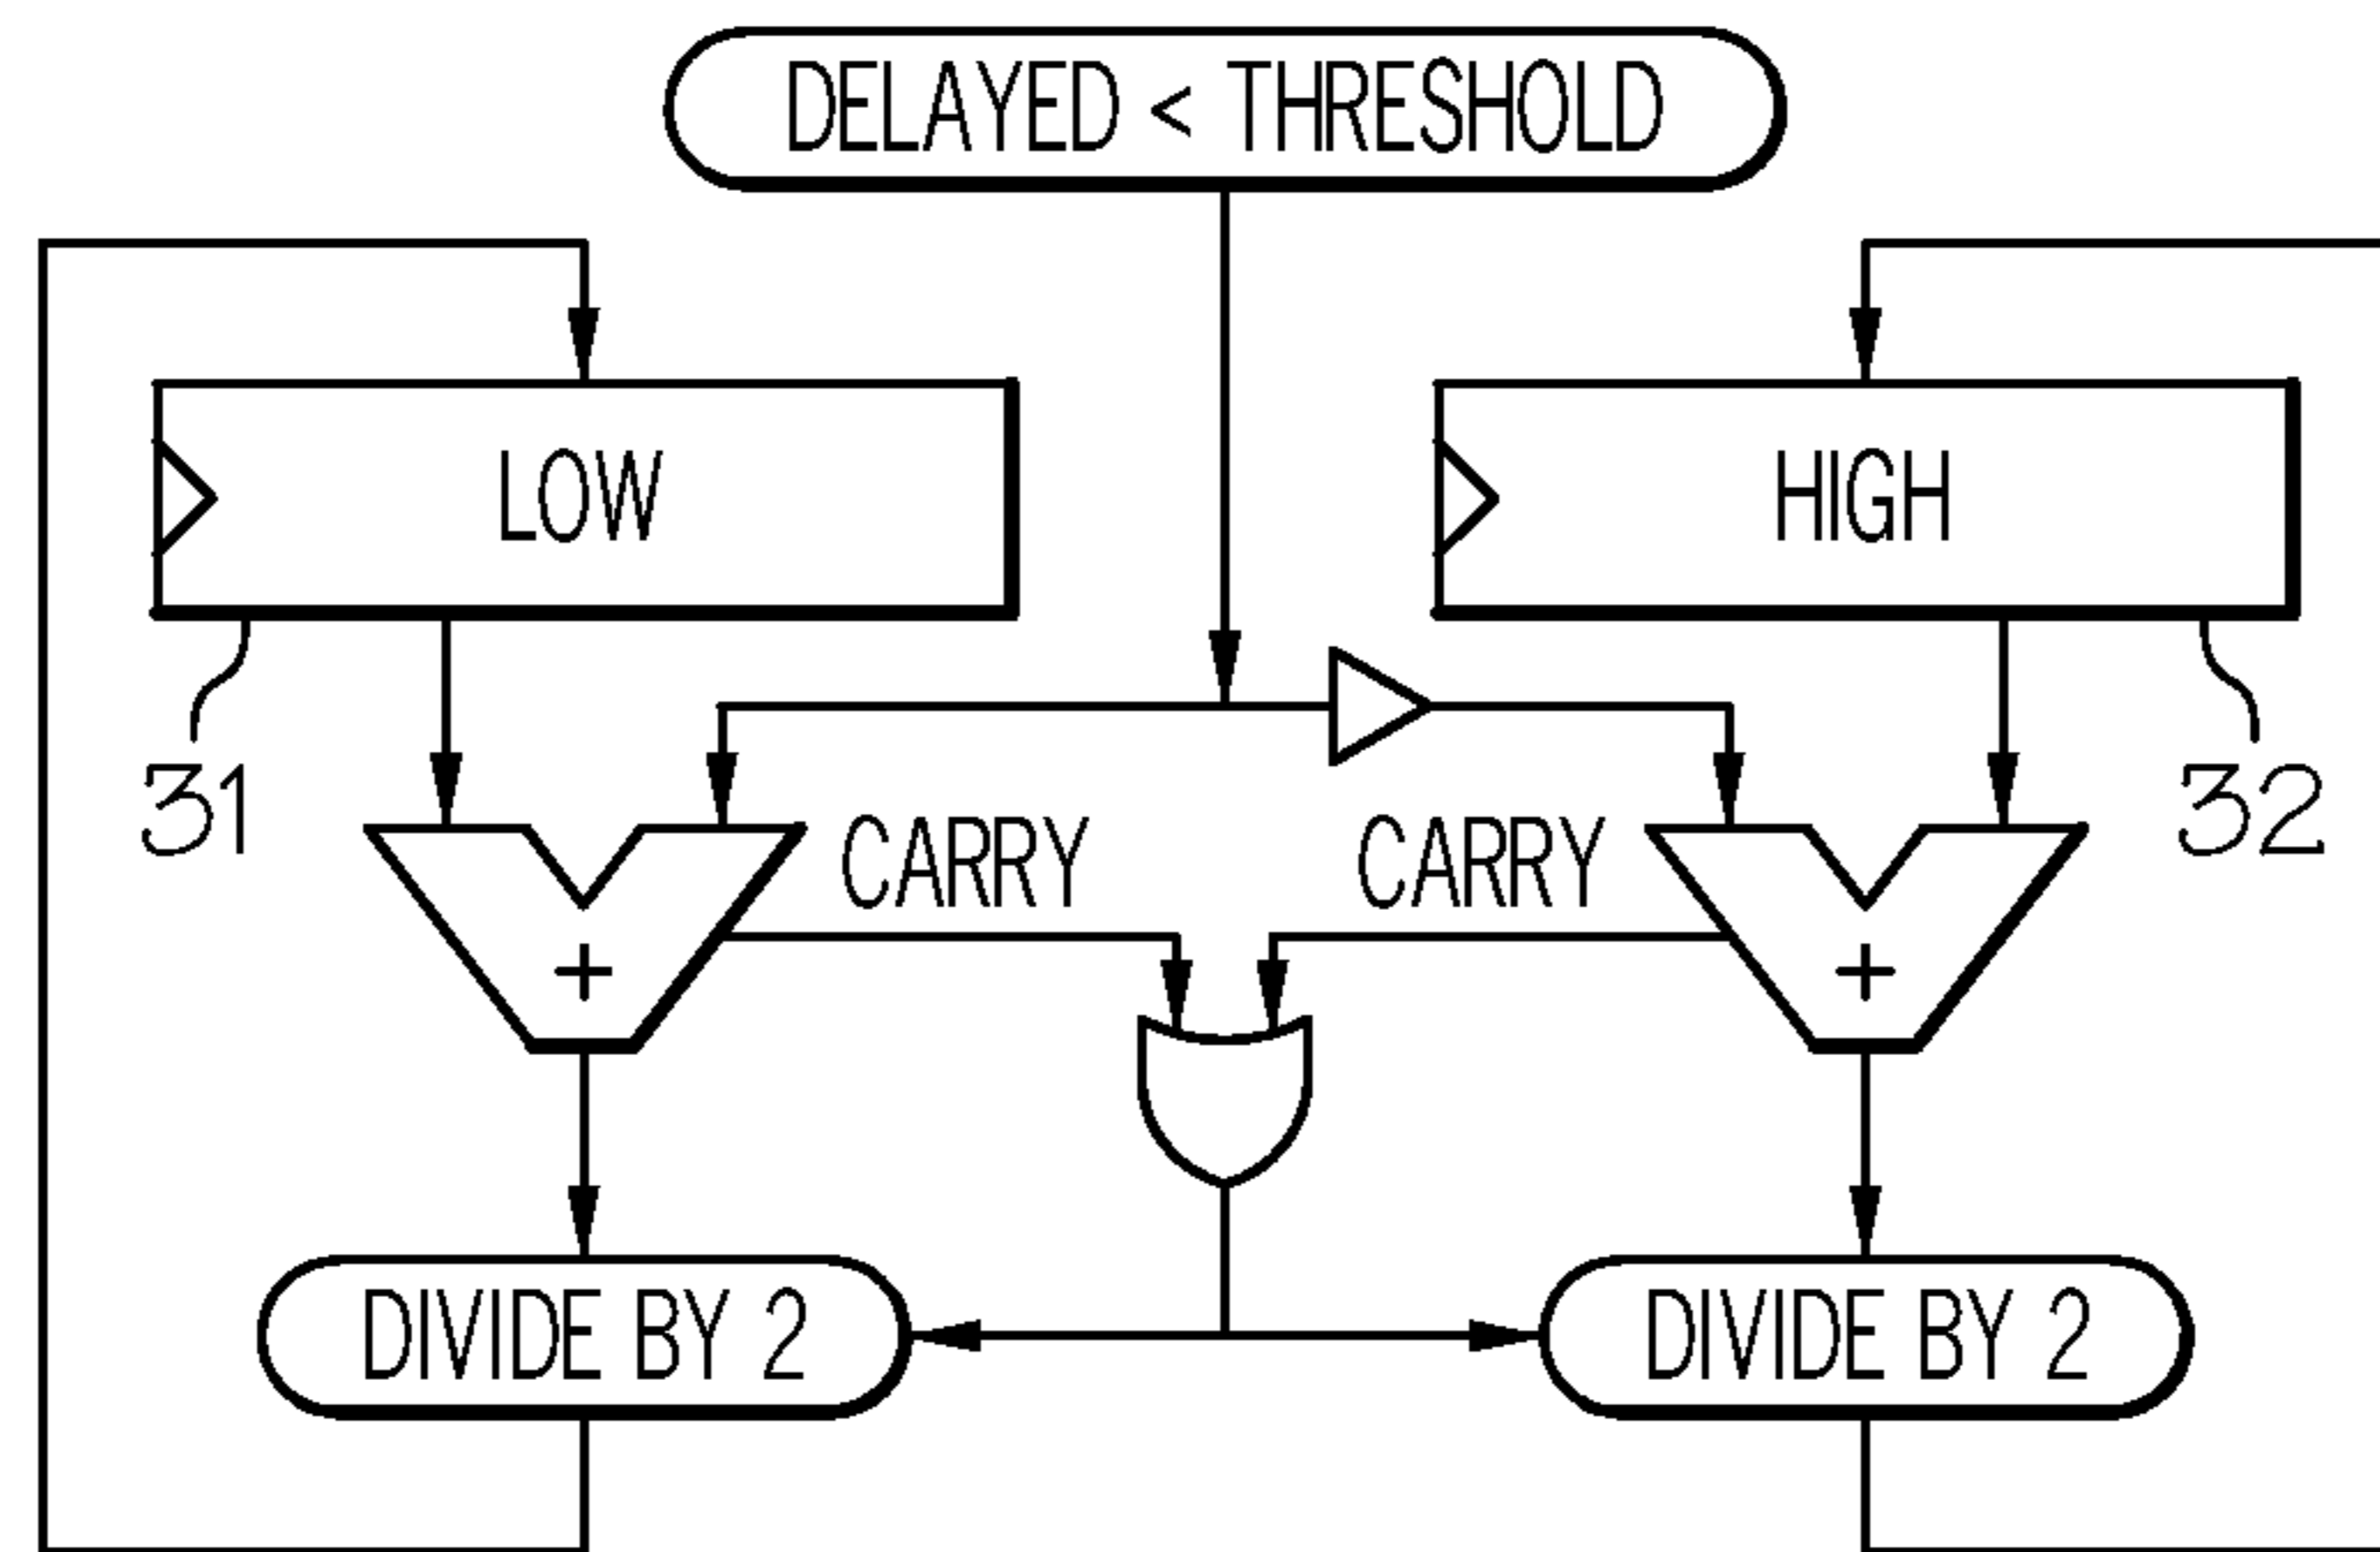 DELAYED < THRESHOLD
LOW
HIGH
31
32
CARRY
CARRY
+
+
DIVIDE BY 2
DIVIDE BY 2